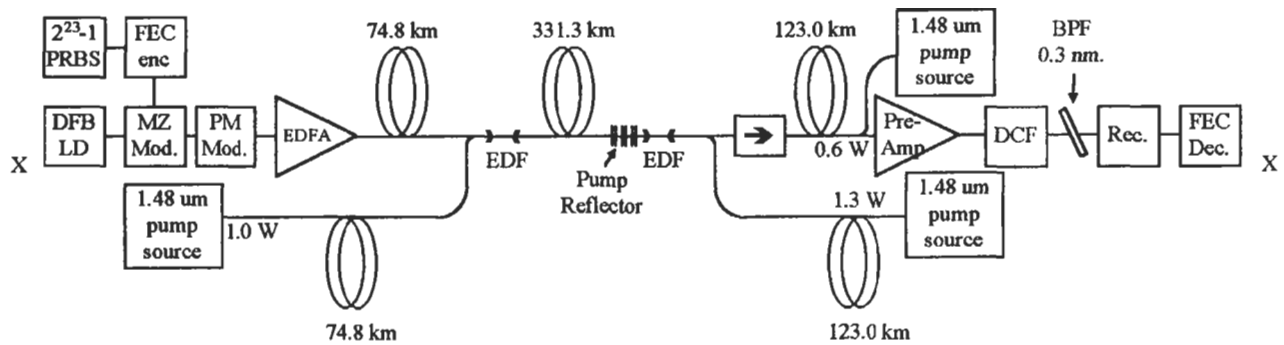 74.8 km
331.3 km
123.0 km
1.48 um
pump
source
BPF
0.3 nm.
2²³-1
PRBS
FEC
enc
DFB
LD
MZ
Mod.
PM
Mod.
EDFA
EDF
Pump
Reflector
EDF
0.6 W
Pre-
Amp
DCF
Rec.
FEC
Dec.
X
X
1.48 um
pump
source
1.0 W
74.8 km
1.3 W
1.48 um
pump
source
123.0 km